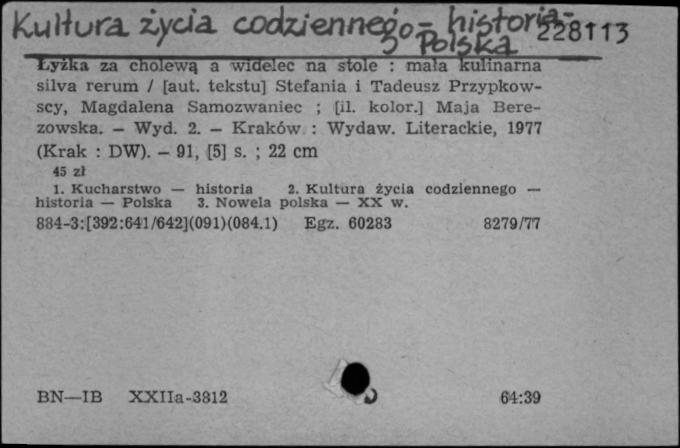 Kultura życia codziennego - historia -
Polska
228113
Łyżka za cholewą a widelec na stole : mała kulinarna
silva rerum / [aut. tekstu] Stefania i Tadeusz Przypkow-
scy, Magdalena Samozwaniec ; [il. kolor.] Maja Bere-
zowska. — Wyd. 2. — Kraków : Wydaw. Literackie, 1977
(Krak : DW). — 91, [5] s. ; 22 cm
45 zł
1. Kucharstwo — historia 2. Kultura życia codziennego —
historia — Polska 3. Nowela polska — XX w.
884-3:[392:641/642](091)(084.1) Egz. 60283 8279/77
BN—IB XXIIa-3812 64:39